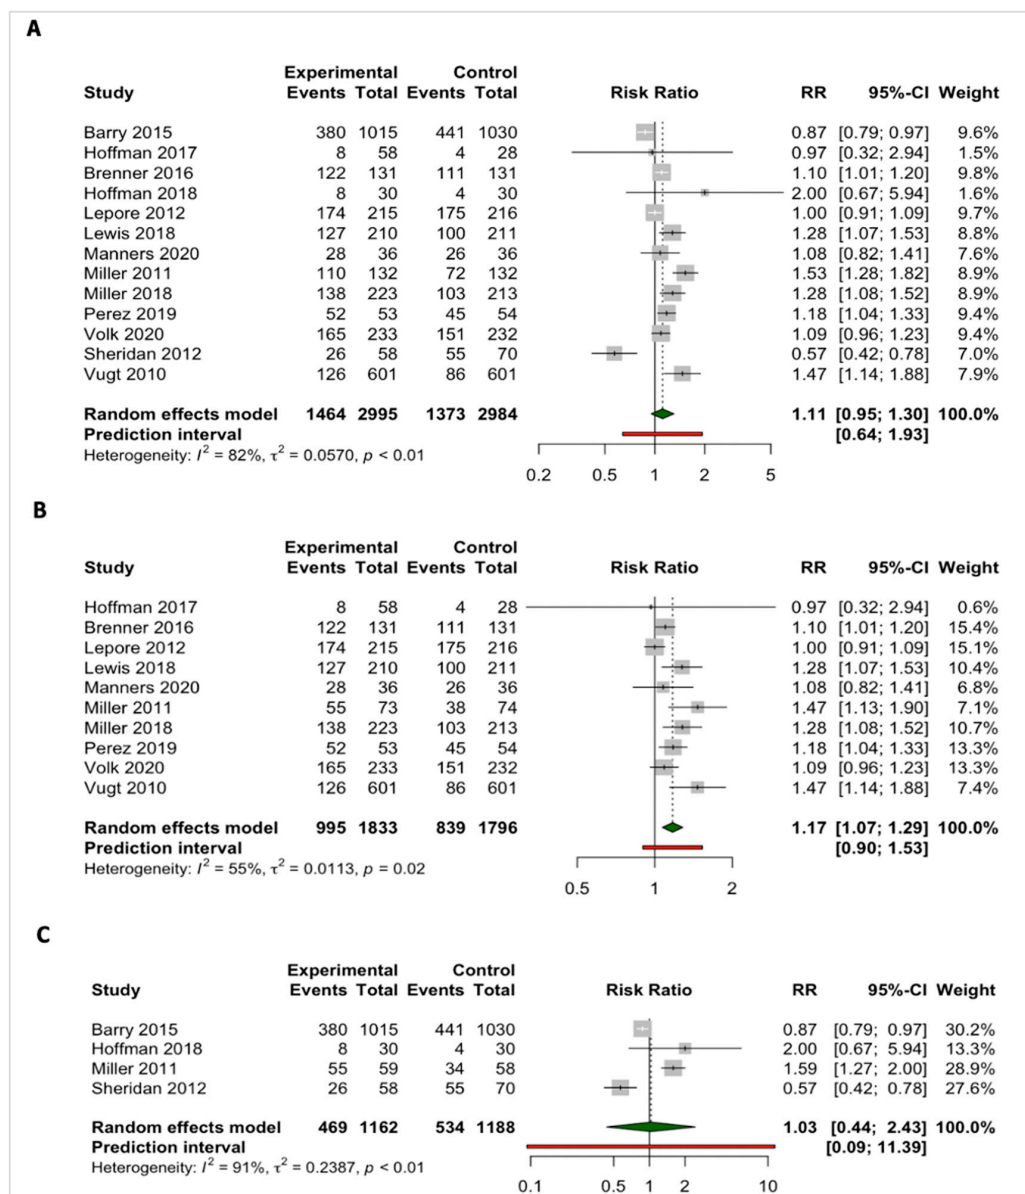 A
Experimental Control
Study Events Total Events Total Risk Ratio RR 95%-CI Weight
Barry 2015 380 1015 441 1030 0.87 [0.79; 0.97] 9.6%
Hoffman 2017 8 58 4 28 0.97 [0.32; 2.94] 1.5%
Brenner 2016 122 131 111 131 1.10 [1.01; 1.20] 9.8%
Hoffman 2018 8 30 4 30 2.00 [0.67; 5.94] 1.6%
Lepore 2012 174 215 175 216 1.00 [0.91; 1.09] 9.7%
Lewis 2018 127 210 100 211 1.28 [1.07; 1.53] 8.8%
Manners 2020 28 36 26 36 1.08 [0.82; 1.41] 7.6%
Miller 2011 110 132 72 132 1.53 [1.28; 1.82] 8.9%
Miller 2018 138 223 103 213 1.28 [1.08; 1.52] 8.9%
Perez 2019 52 53 45 54 1.18 [1.04; 1.33] 9.4%
Volk 2020 165 233 151 232 1.09 [0.96; 1.23] 9.4%
Sheridan 2012 26 58 55 70 0.57 [0.42; 0.78] 7.0%
Vugt 2010 126 601 86 601 1.47 [1.14; 1.88] 7.9%
Random effects model 1464 2995 1373 2984 1.11 [0.95; 1.30] 100.0%
Prediction interval [0.64; 1.93]
Heterogeneity: I² = 82%, τ² = 0.0570, p < 0.01
0.2 0.5 1 2 5
B
Experimental Control
Study Events Total Events Total Risk Ratio RR 95%-CI Weight
Hoffman 2017 8 58 4 28 0.97 [0.32; 2.94] 0.6%
Brenner 2016 122 131 111 131 1.10 [1.01; 1.20] 15.4%
Lepore 2012 174 215 175 216 1.00 [0.91; 1.09] 15.1%
Lewis 2018 127 210 100 211 1.28 [1.07; 1.53] 10.4%
Manners 2020 28 36 26 36 1.08 [0.82; 1.41] 6.8%
Miller 2011 55 73 38 74 1.47 [1.13; 1.90] 7.1%
Miller 2018 138 223 103 213 1.28 [1.08; 1.52] 10.7%
Perez 2019 52 53 45 54 1.18 [1.04; 1.33] 13.3%
Volk 2020 165 233 151 232 1.09 [0.96; 1.23] 13.3%
Vugt 2010 126 601 86 601 1.47 [1.14; 1.88] 7.4%
Random effects model 995 1833 839 1796 1.17 [1.07; 1.29] 100.0%
Prediction interval [0.90; 1.53]
Heterogeneity: I² = 55%, τ² = 0.0113, p = 0.02
0.5 1 2
C
Experimental Control
Study Events Total Events Total Risk Ratio RR 95%-CI Weight
Barry 2015 380 1015 441 1030 0.87 [0.79; 0.97] 30.2%
Hoffman 2018 8 30 4 30 2.00 [0.67; 5.94] 13.3%
Miller 2011 55 59 34 58 1.59 [1.27; 2.00] 28.9%
Sheridan 2012 26 58 55 70 0.57 [0.42; 0.78] 27.6%
Random effects model 469 1162 534 1188 1.03 [0.44; 2.43] 100.0%
Prediction interval [0.09; 11.39]
Heterogeneity: I² = 91%, τ² = 0.2387, p < 0.01
0.1 0.5 1 2 10